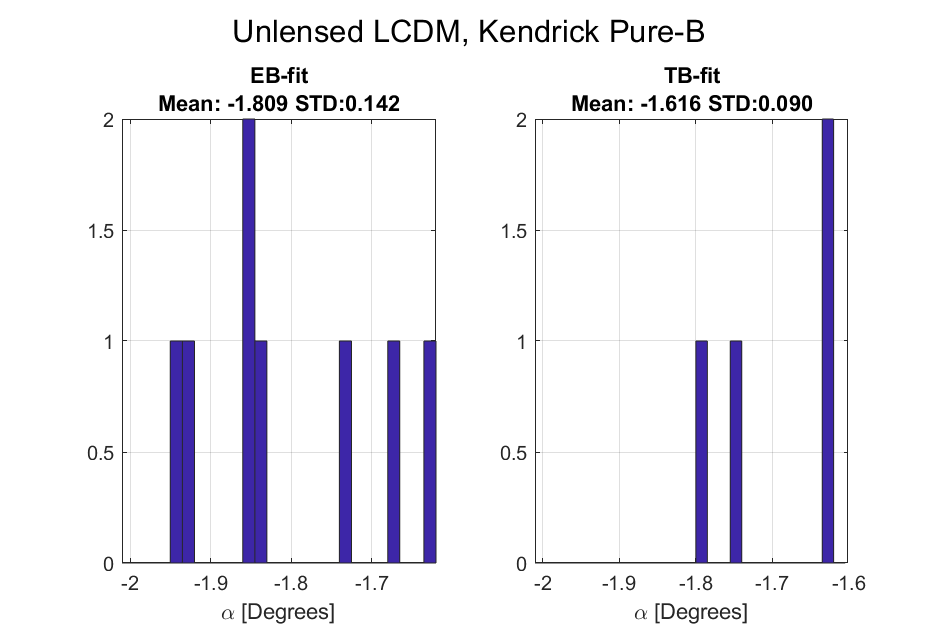 Unlensed LCDM, Kendrick Pure-B
EB-fit
Mean: -1.809 STD:0.142
2
1.5
1
0.5
0
-2 -1.9 -1.8 -1.7
α [Degrees]
TB-fit
Mean: -1.616 STD:0.090
2
1.5
1
0.5
0
-2 -1.9 -1.8 -1.7 -1.6
α [Degrees]